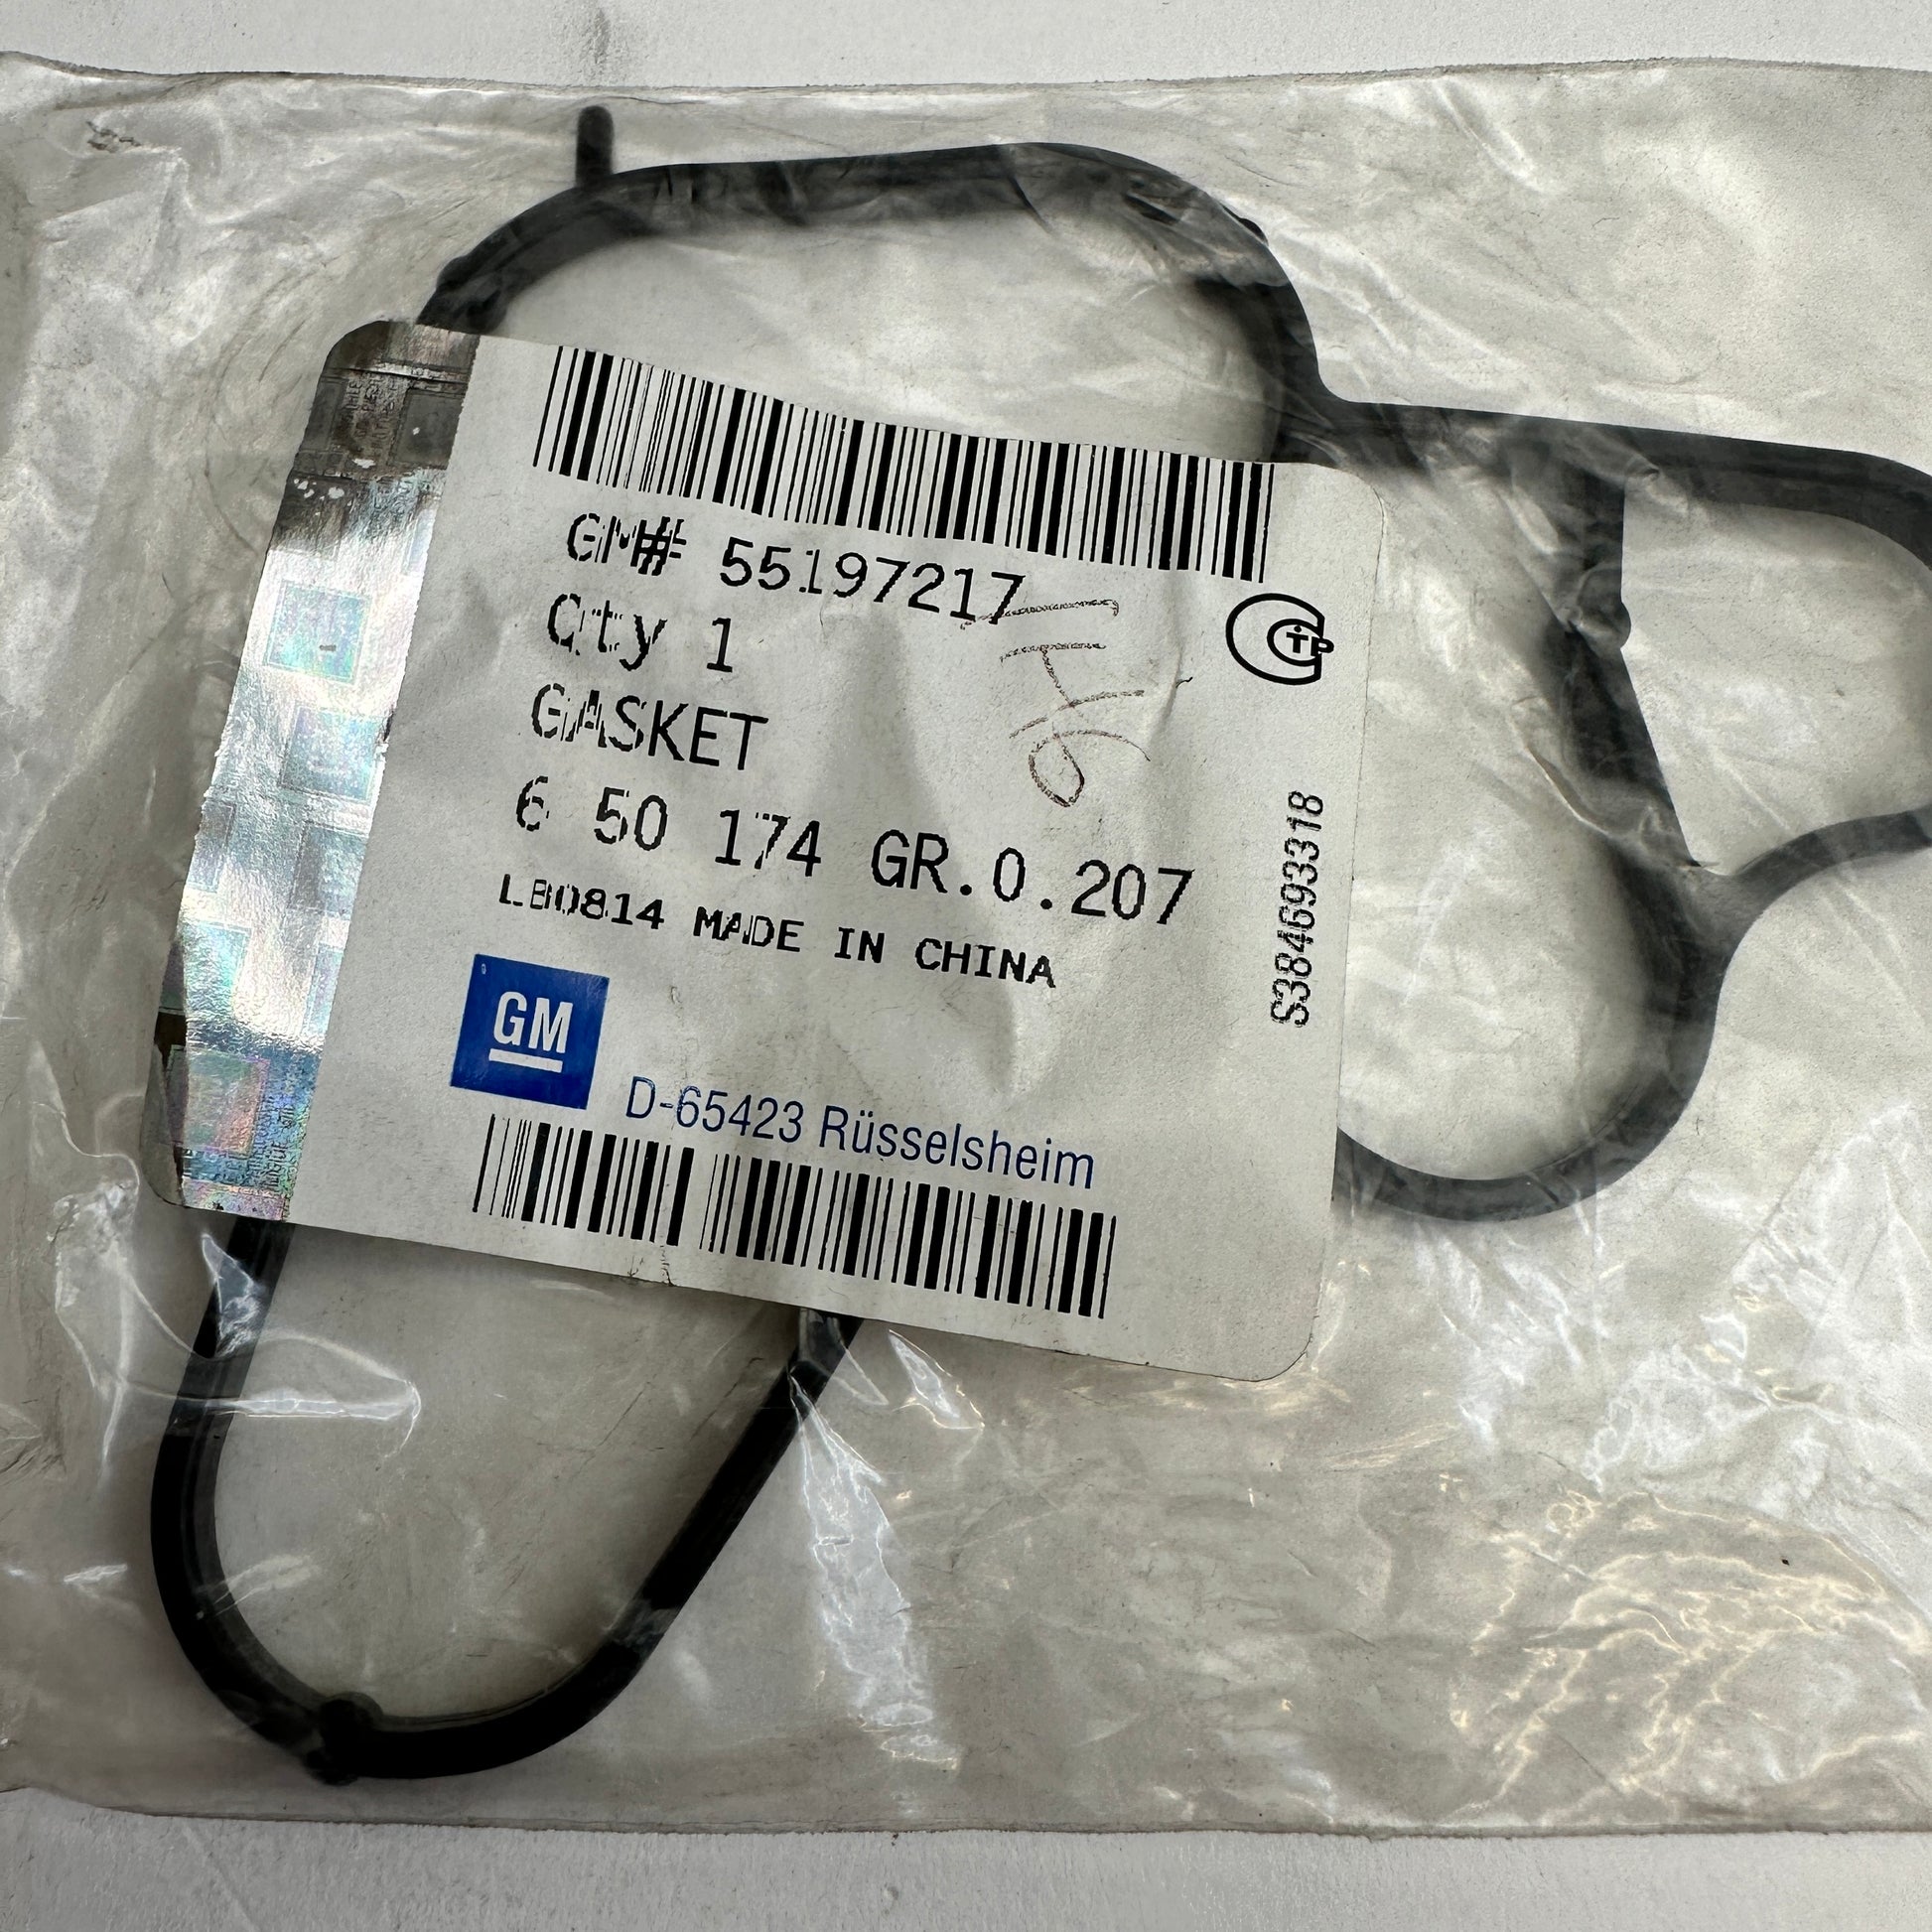 GM# 55197217
Qty 1
GASKET
6 50 174 GR.0.207
LB0814 MADE IN CHINA
GM
D-65423 Rüsselsheim
S384693318